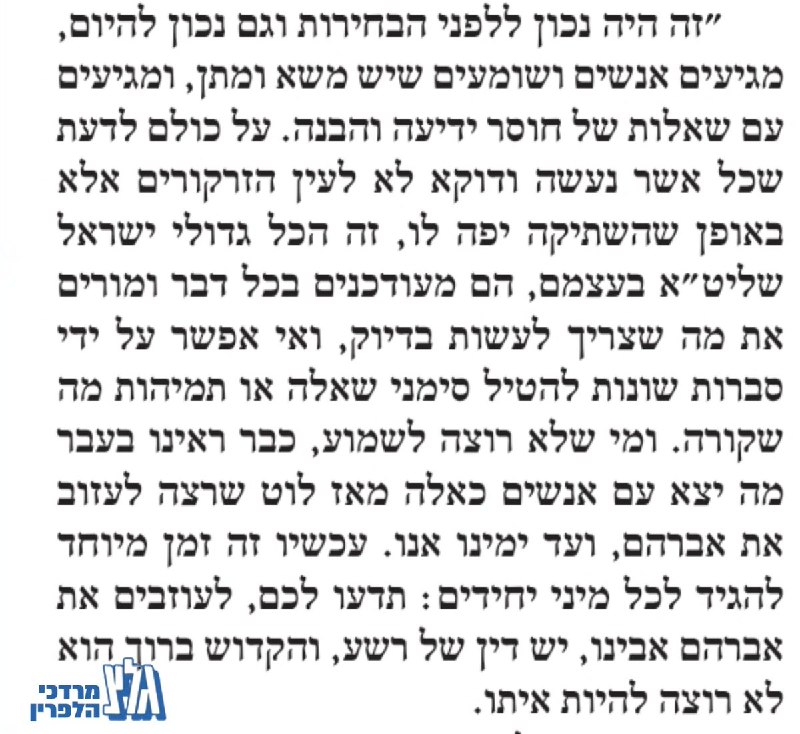 ״זה היה נכון ללפני הבחירות וגם נכון להיום,
מגיעים אנשים ושומעים שיש משא ומתן, ומגיעים
עם שאלות של חוסר ידיעה והבנה. על כולם לדעת
שכל אשר נעשה ודוקא לא לעין הזרקורים אלא
באופן שהשתיקה יפה לו, זה הכל גדולי ישראל
שליט״א בעצמם, הם מעודכנים בכל דבר ומורים
את מה שצריך לעשות בדיוק, ואי אפשר על ידי
סברות שונות להטיל סימני שאלה או תמיהות מה
שקורה. ומי שלא רוצה לשמוע, כבר ראינו בעבר
מה יצא עם אנשים כאלה מאז לוט שרצה לעזוב
את אברהם, ועד ימינו אנו. עכשיו זה זמן מיוחד
להגיד לכל מיני יחידים: תדעו לכם, לעוזבים את
אברהם אבינו, יש דין של רשע, והקדוש ברוך הוא
לא רוצה להיות איתו.
גלצ
מרדכי
הלפרין